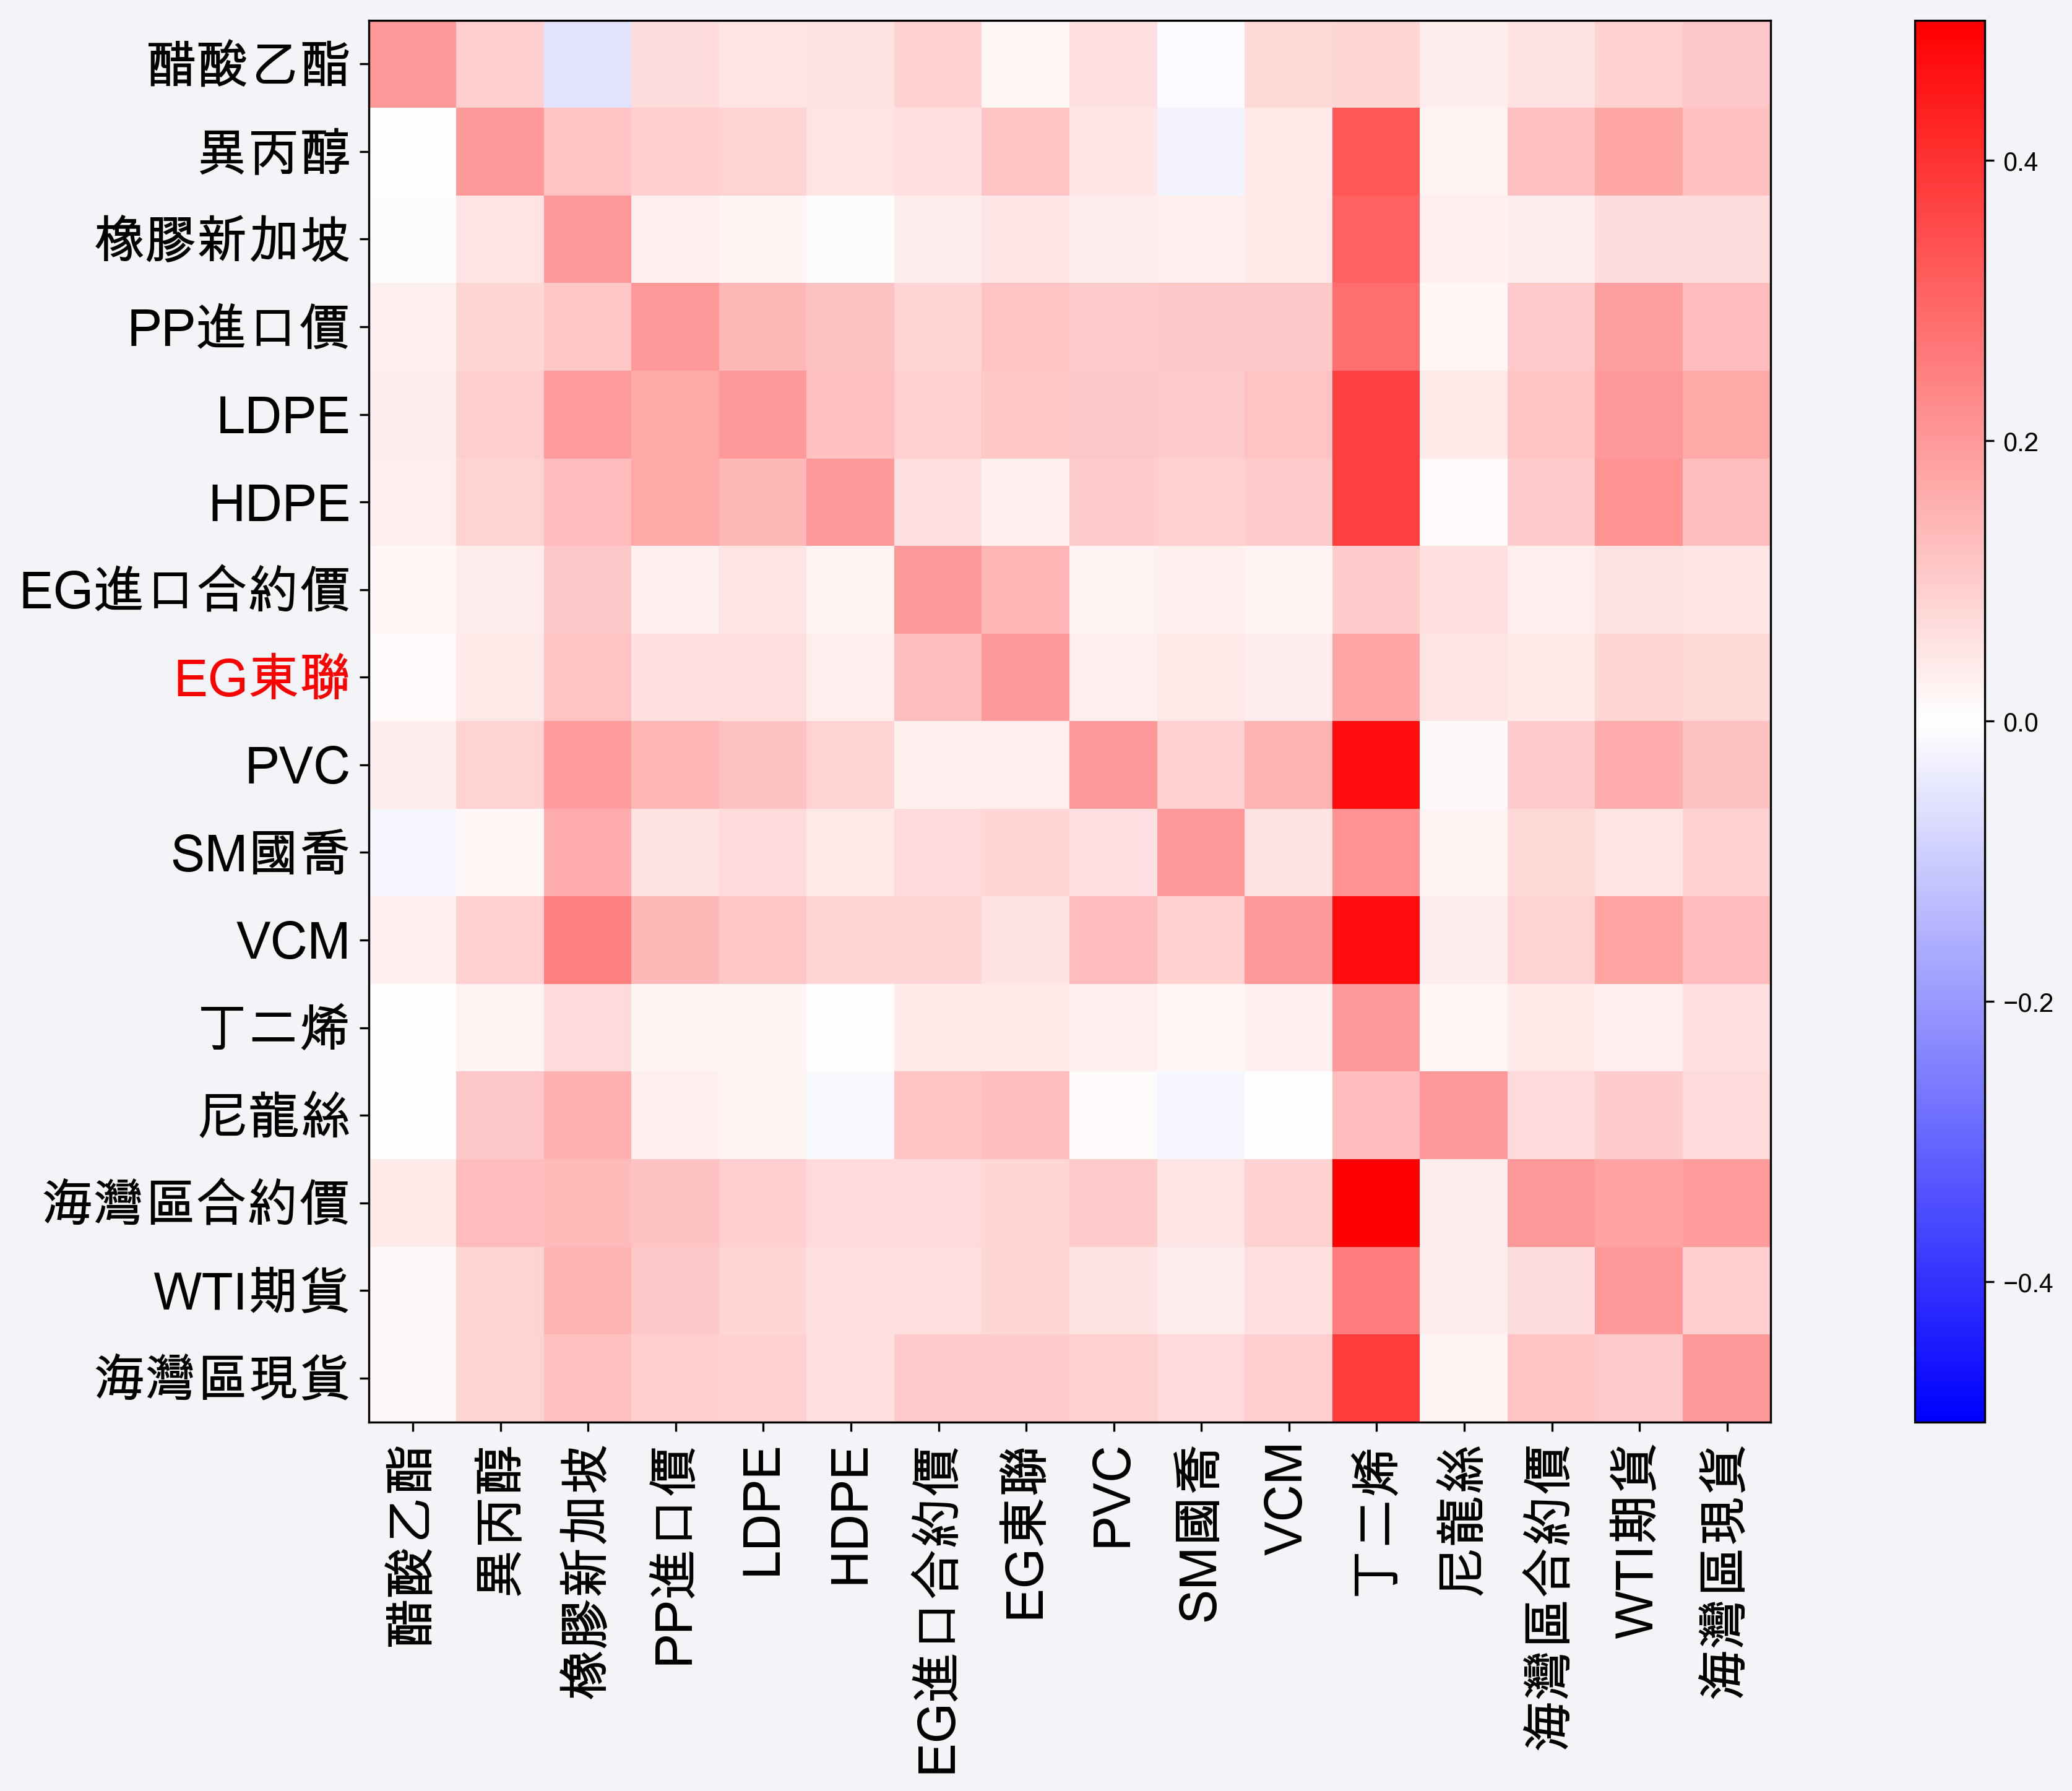 醋酸乙酯
異丙醇
橡膠新加坡
PP進口價
LDPE
HDPE
EG進口合約價
EG東聯
PVC
SM國喬
VCM
丁二烯
尼龍絲
海灣區合約價
WTI期貨
海灣區現貨
醋酸乙酯
異丙醇
橡膠新加坡
PP進口價
LDPE
HDPE
EG進口合約價
EG東聯
PVC
SM國喬
VCM
丁二烯
尼龍絲
海灣區合約價
WTI期貨
海灣區現貨
0.4
0.2
0.0
−0.2
−0.4